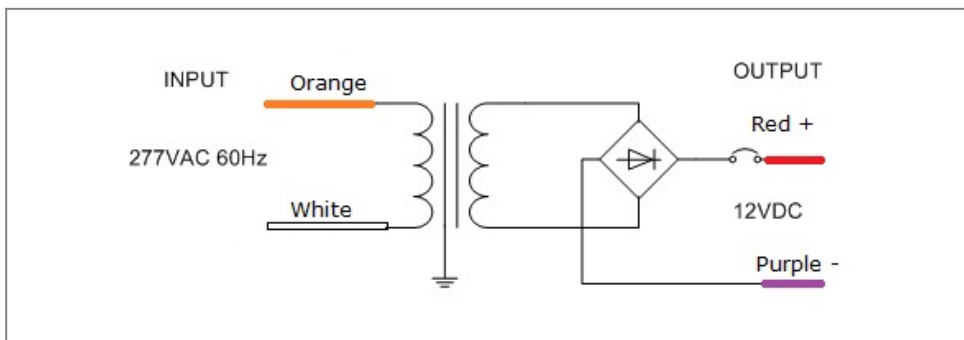 INPUT
Orange
277VAC 60Hz
White
OUTPUT
Red +
12VDC
Purple -